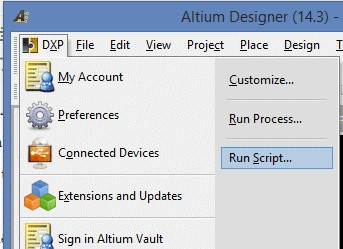 Altium Designer (14.3) -
DXP File Edit View Project Place Design
My Account
Preferences
Connected Devices
Extensions and Updates
Sign in Altium Vault
Customize...
Run Process...
Run Script...